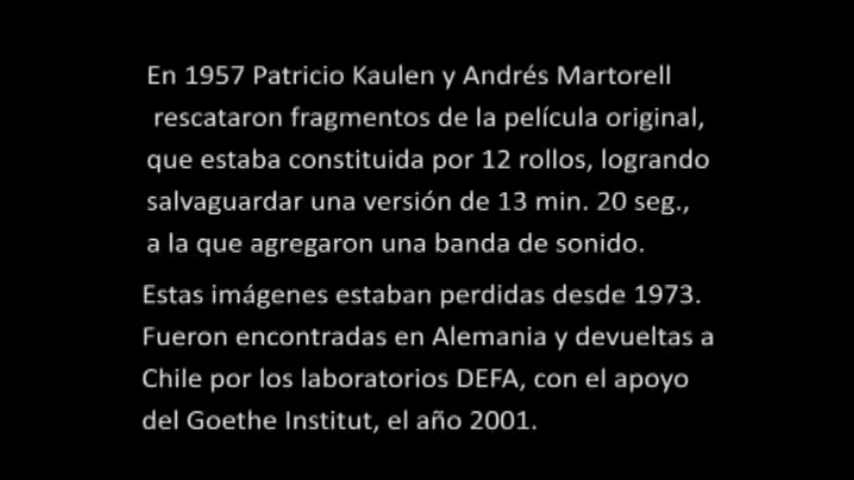 En 1957 Patricio Kaulen y Andrés Martorell
rescataron fragmentos de la película original,
que estaba constituida por 12 rollos, logrando
salvaguardar una versión de 13 min. 20 seg.,
a la que agregaron una banda de sonido.
Estas imágenes estaban perdidas desde 1973.
Fueron encontradas en Alemania y devueltas a
Chile por los laboratorios DEFA, con el apoyo
del Goethe Institut, el año 2001.